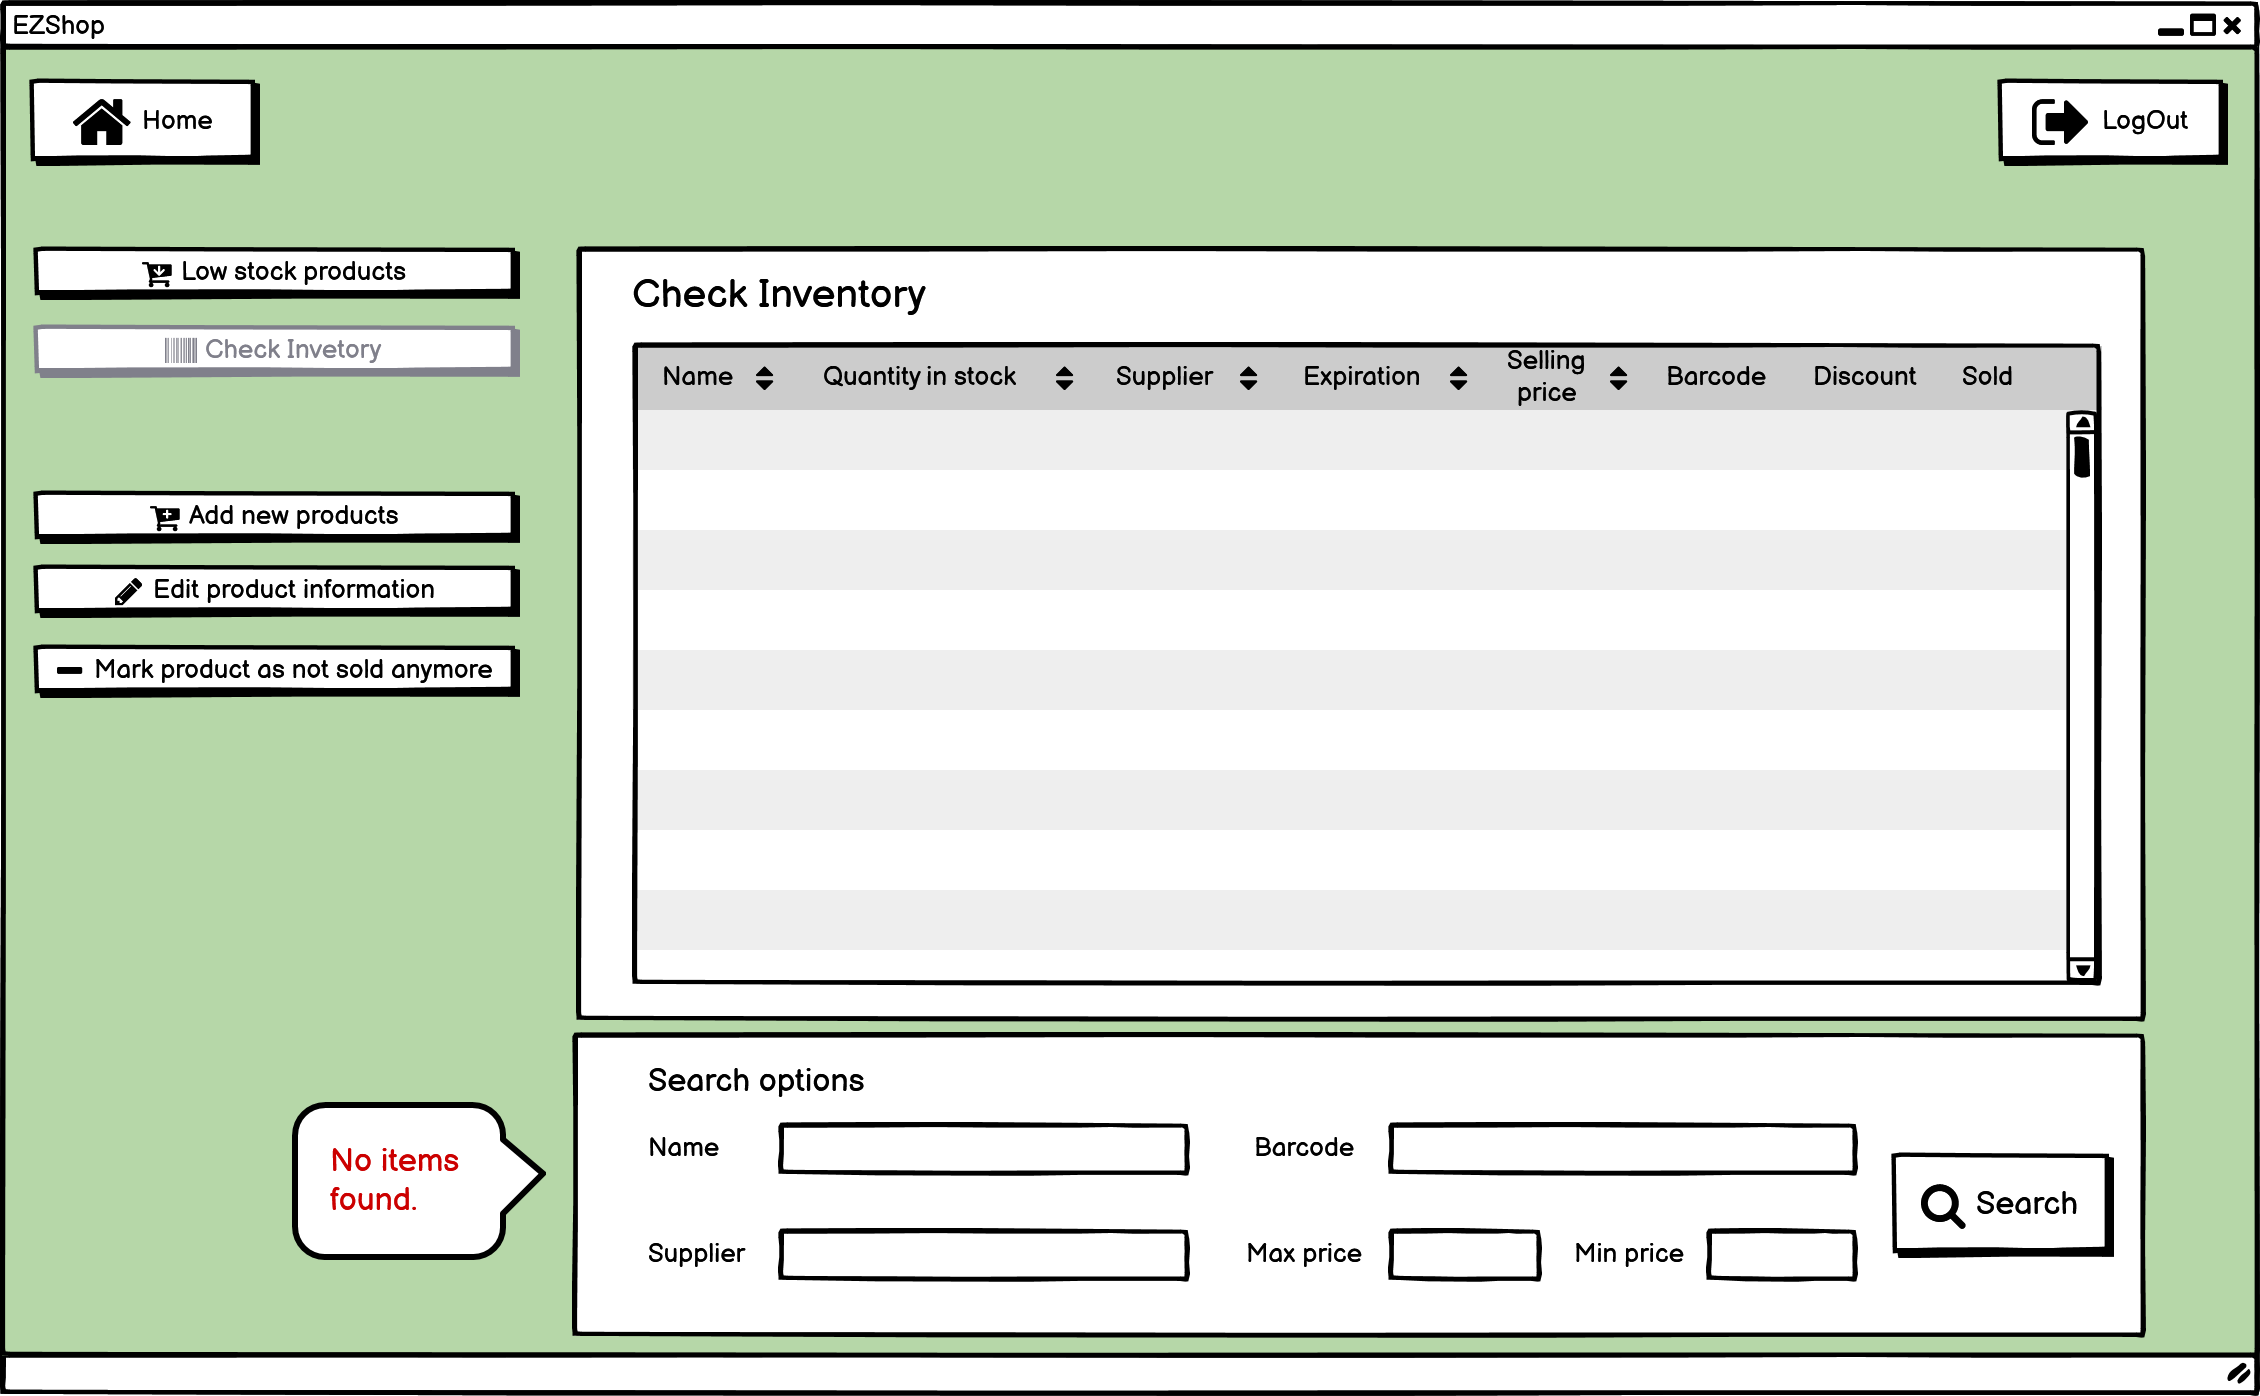 EZShop
Home
LogOut
Low stock products
Check Invetory
Add new products
Edit product information
Mark product as not sold anymore
Check Inventory
Name Quantity in stock Supplier Expiration Selling price Barcode Discount Sold
No items
found.
Search options
Name
Barcode
Supplier
Max price
Min price
Search